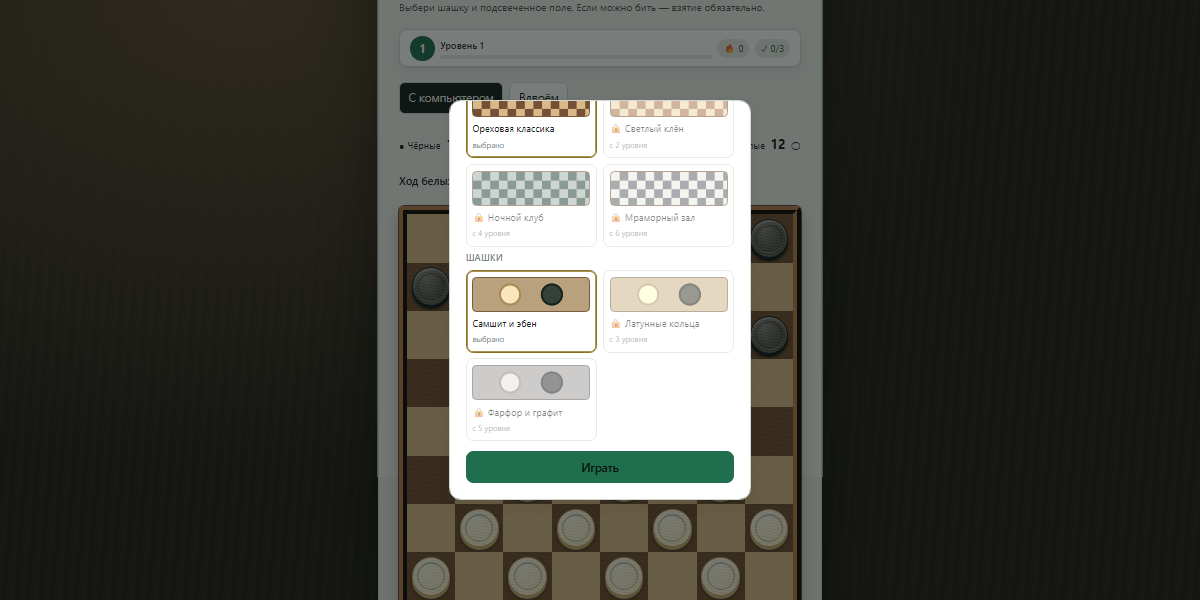 Выбери шашку и подсвеченное поле. Если можно бить — взятие обязательно.
1 Уровень 1 0 ✓ 0/3
С компьютером Вдвоём
Чёрные 12
Ход
Ореховая классика
выбрано
Светлый клён
с 2 уровня
Ночной клуб
с 4 уровня
Мраморный зал
с 6 уровня
ШАШКИ
Самшит и эбен
выбрано
Латунные кольца
с 3 уровня
Фарфор и графит
с 5 уровня
Играть